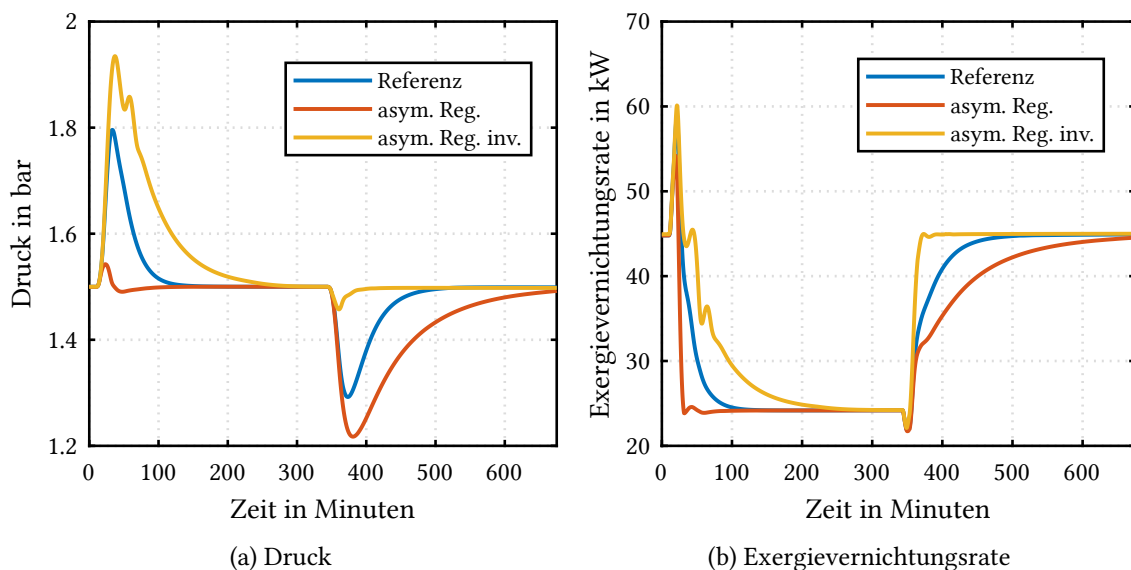 2
1.8
1.6
1.4
1.2
0
100
200
300
400
500
600
Druck in bar
Zeit in Minuten
Referenz
asym. Reg.
asym. Reg. inv.
(a) Druck
70
60
50
40
30
20
0
100
200
300
400
500
600
Exergievernichtungsrate in kW
Zeit in Minuten
Referenz
asym. Reg.
asym. Reg. inv.
(b) Exergievernichtungsrate